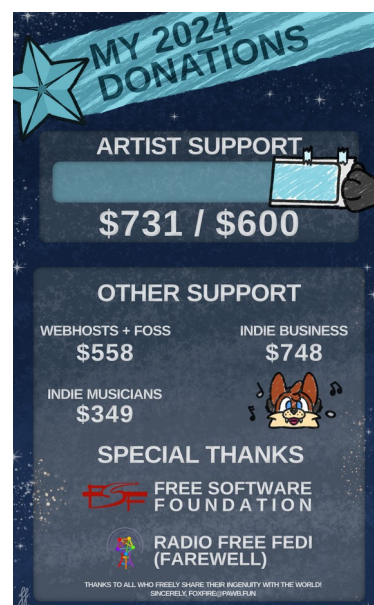 MY 2024
DONATIONS
ARTIST SUPPORT
$731 / $600
OTHER SUPPORT
WEBHOSTS + FOSS
$558
INDIE BUSINESS
$748
INDIE MUSICIANS
$349
SPECIAL THANKS
FSF
FREE SOFTWARE
FOUNDATION
RADIO FREE FEDI
(FAREWELL)
THANKS TO ALL WHO FREELY SHARE THEIR INGENUITY WITH THE WORLD!
SINCERELY, FOXFIRE@PAWB.FUN